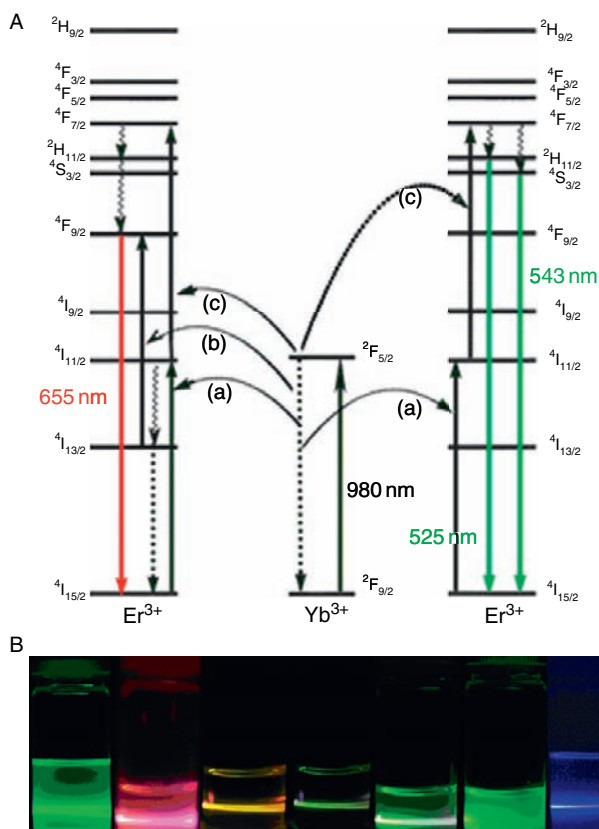 A
²H₉/₂
⁴F₃/₂
⁴F₅/₂
⁴F₇/₂
²H₁₁/₂
⁴S₃/₂
⁴F₉/₂
⁴I₉/₂
⁴I₁₁/₂
655 nm
⁴I₁₃/₂
⁴I₁₅/₂
Er³⁺
(c)
(b)
(a)
(c)
²F₅/₂
(a)
980 nm
²F₉/₂
Yb³⁺
²H₉/₂
⁴F₃/₂
⁴F₅/₂
⁴F₇/₂
²H₁₁/₂
⁴S₃/₂
⁴F₉/₂
543 nm
⁴I₉/₂
⁴I₁₁/₂
⁴I₁₃/₂
525 nm
⁴I₁₅/₂
Er³⁺
B